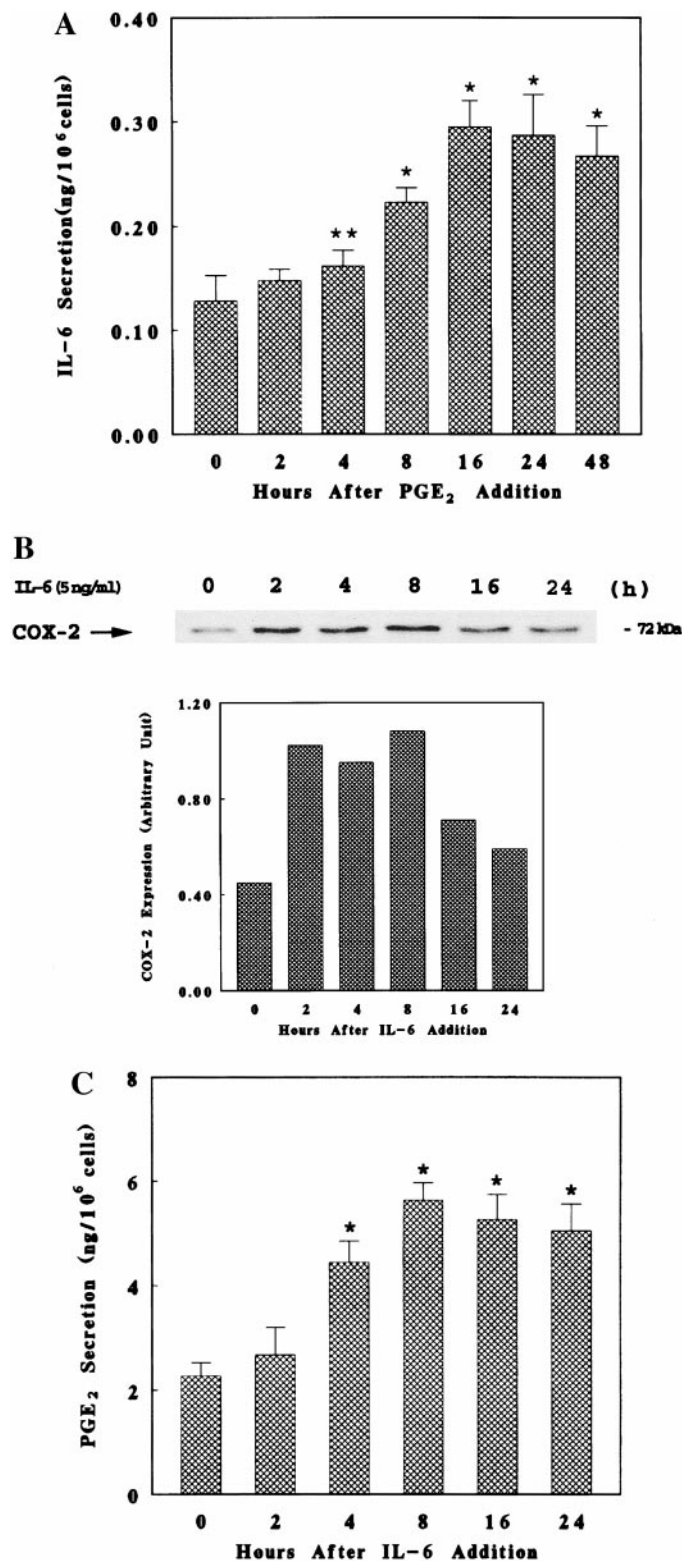 A
IL-6 Secretion(ng/10⁶cells)
0.40
0.30
0.20
0.10
0.00
**
*
*
*
*
0 2 4 8 16 24 48
Hours After PGE₂ Addition
B
IL-6 (5ng/ml) 0 2 4 8 16 24 (h)
COX-2 → - 72kDa
COX-2 Expression (Arbitrary Unit)
1.20
0.80
0.40
0.00
0 2 4 8 16 24
Hours After IL-6 Addition
C
PGE₂ Secretion (ng/10⁶ cells)
8
6
4
2
0
*
*
*
*
0 2 4 8 16 24
Hours After IL-6 Addition